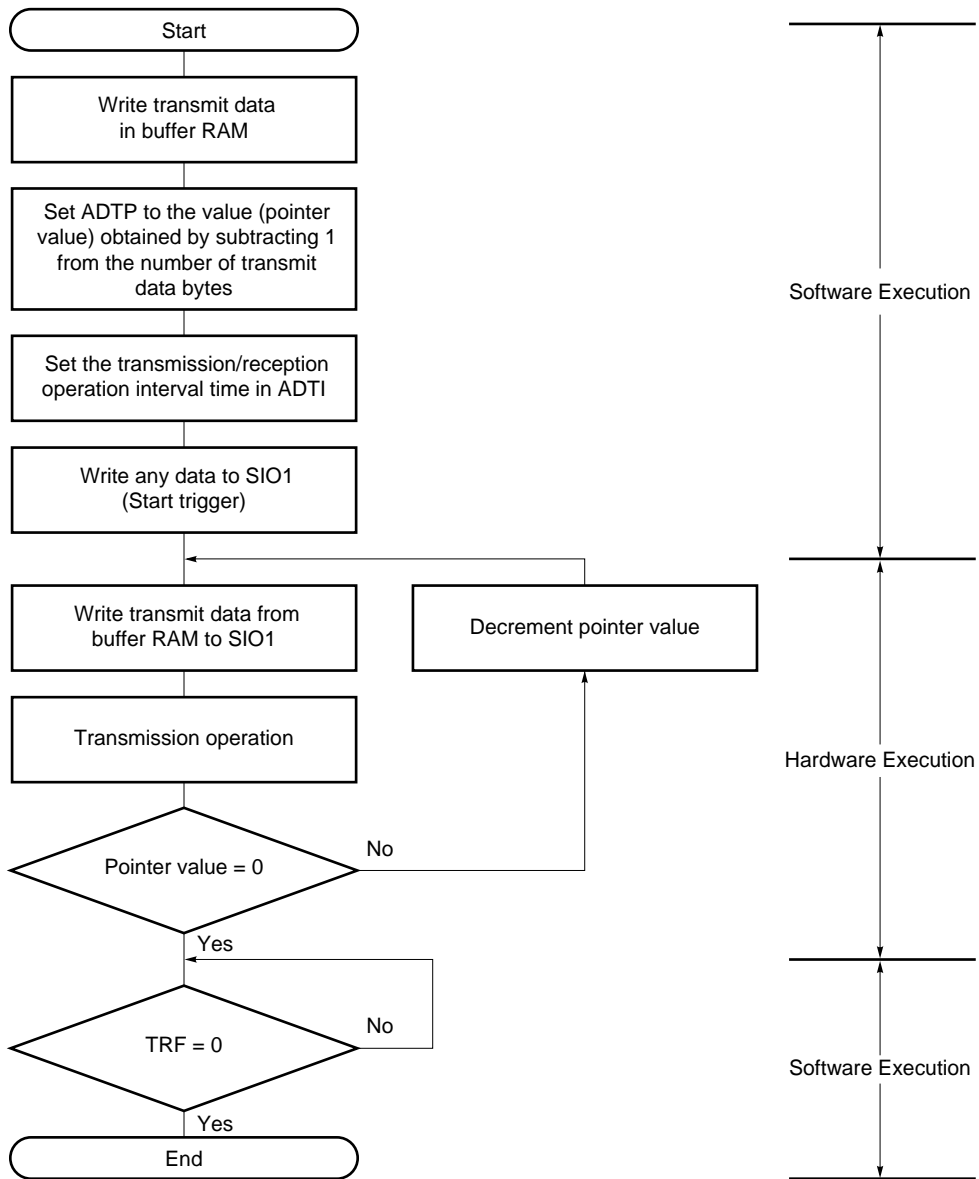 Start
Write transmit data
in buffer RAM
Set ADTP to the value (pointer
value) obtained by subtracting 1
from the number of transmit
data bytes
Software Execution
Set the transmission/reception
operation interval time in ADTI
Write any data to SIO1
(Start trigger)
Write transmit data from
buffer RAM to SIO1
Decrement pointer value
Transmission operation
Hardware Execution
Pointer value = 0
No
Yes
TRF = 0
No
Software Execution
Yes
End